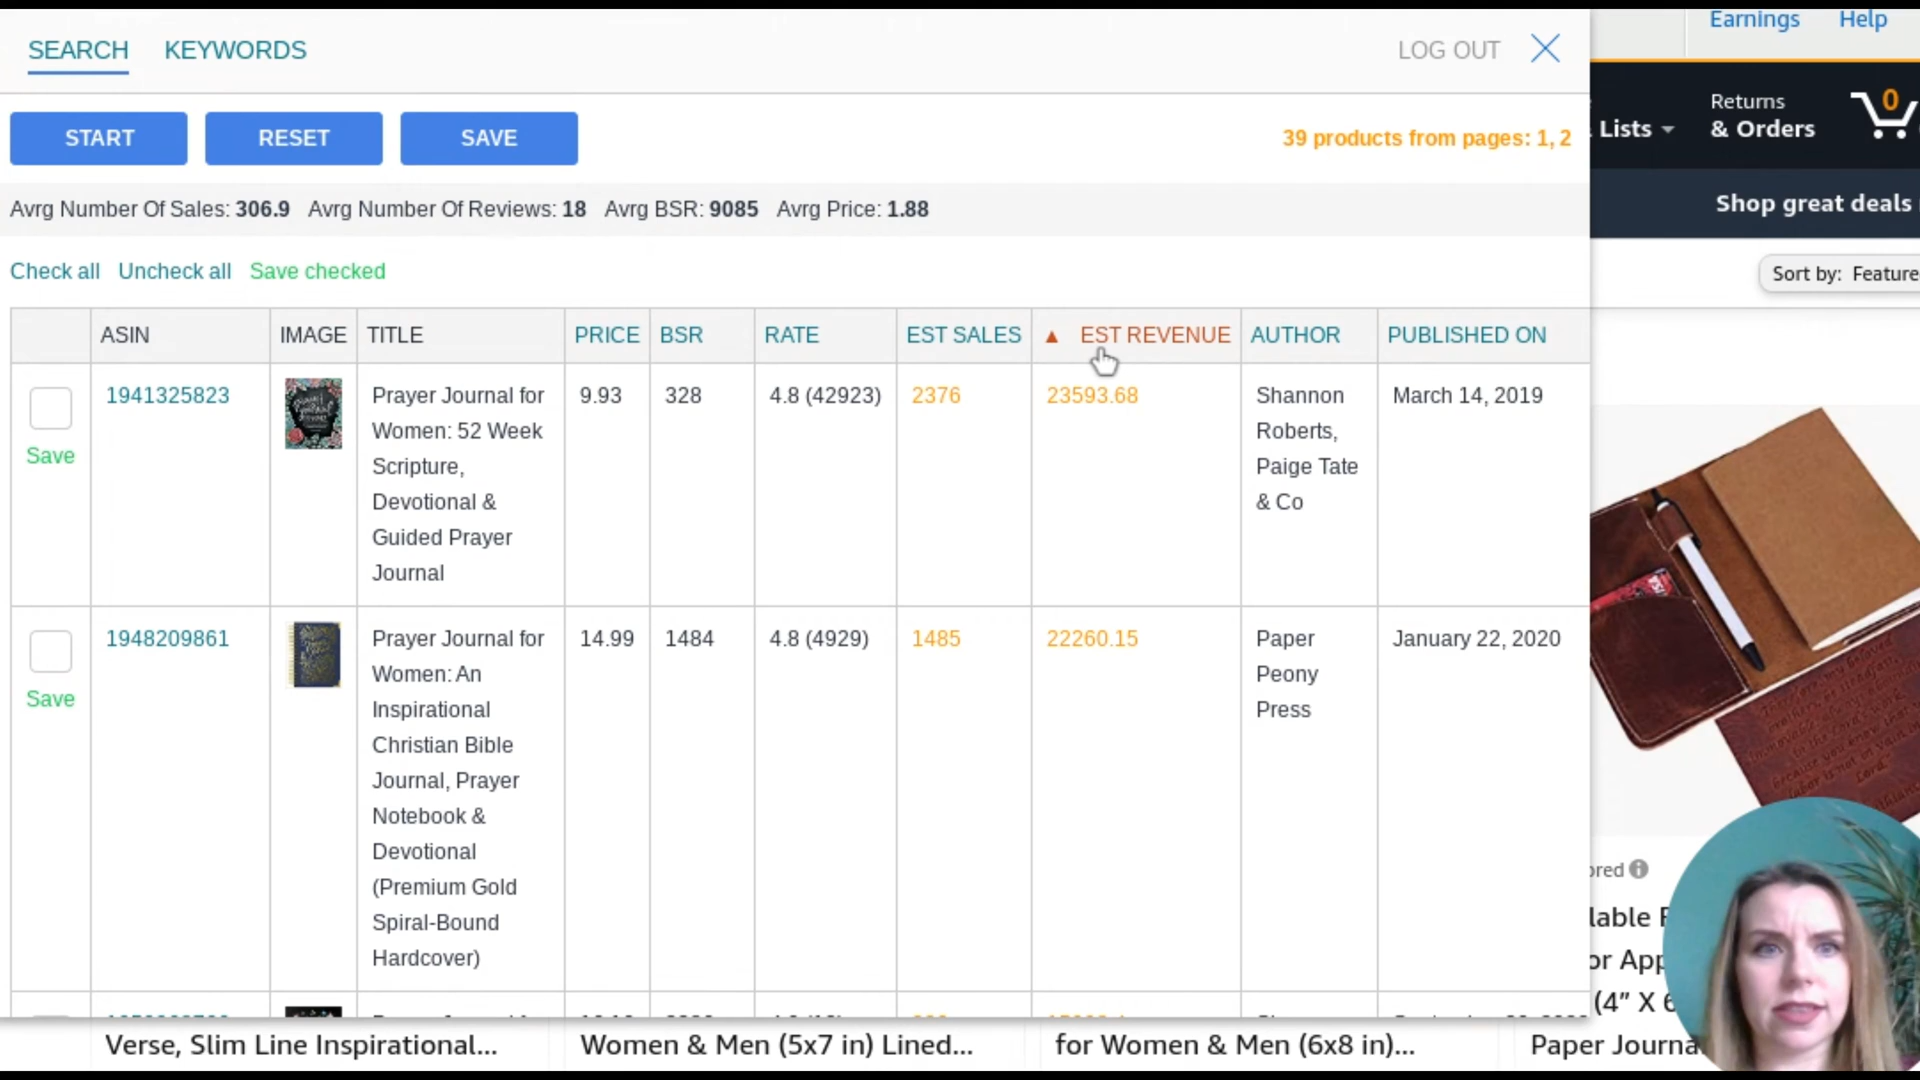 Earnings Help
SEARCH KEYWORDS LOG OUT
0
Returns
Lists & Orders
START RESET SAVE 39 products from pages: 1, 2
Avrg Number Of Sales: 306.9 Avrg Number Of Reviews: 18 Avrg BSR: 9085 Avrg Price: 1.88
Shop great deals
Check all Uncheck all Save checked
Sort by: Feature
ASIN IMAGE TITLE PRICE BSR RATE EST SALES ▲ EST REVENUE AUTHOR PUBLISHED ON
1941325823 Prayer Journal for 9.93 328 4.8 (42923) 2376 23593.68 Shannon March 14, 2019
Women: 52 Week Roberts,
Save Scripture, Paige Tate
Devotional & & Co
Guided Prayer
Journal
1948209861 Prayer Journal for 14.99 1484 4.8 (4929) 1485 22260.15 Paper January 22, 2020
Women: An Peony
Save Inspirational Press
Christian Bible
Journal, Prayer
Notebook &
Devotional
(Premium Gold
Spiral-Bound
Hardcover)
ored
lable F
or App
(4" X 6
Verse, Slim Line Inspirational... Women & Men (5x7 in) Lined... for Women & Men (6x8 in)... Paper Journa